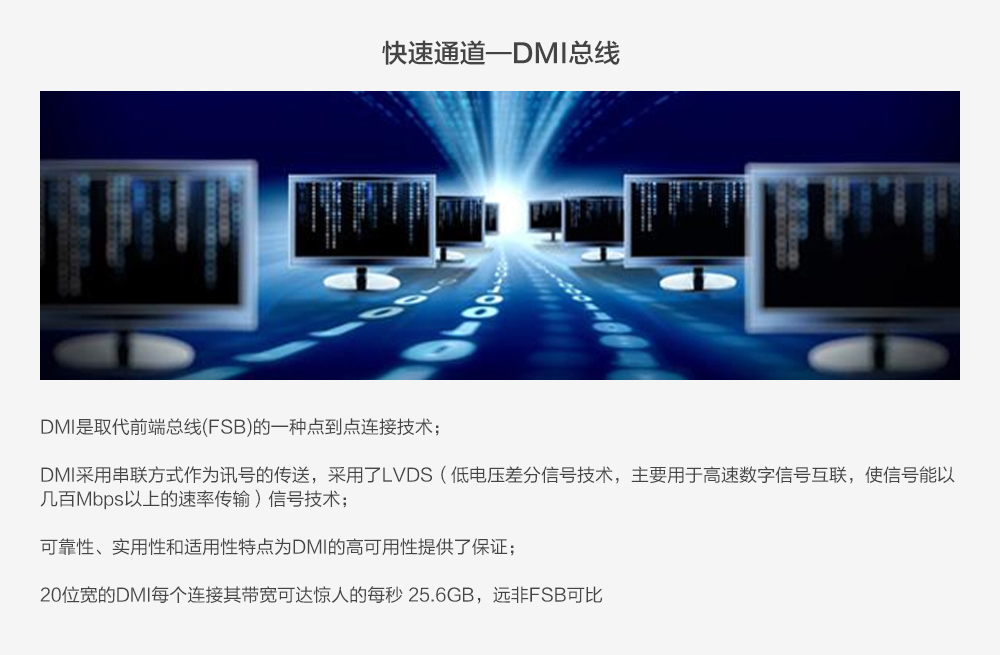 快速通道—DMI总线
DMI是取代前端总线(FSB)的一种点到点连接技术；
DMI采用串联方式作为讯号的传送，采用了LVDS（低电压差分信号技术，主要用于高速数字信号互联，使信号能以
几百Mbps以上的速率传输）信号技术；
可靠性、实用性和适用性特点为DMI的高可用性提供了保证；
20位宽的DMI每个连接其带宽可达惊人的每秒 25.6GB，远非FSB可比